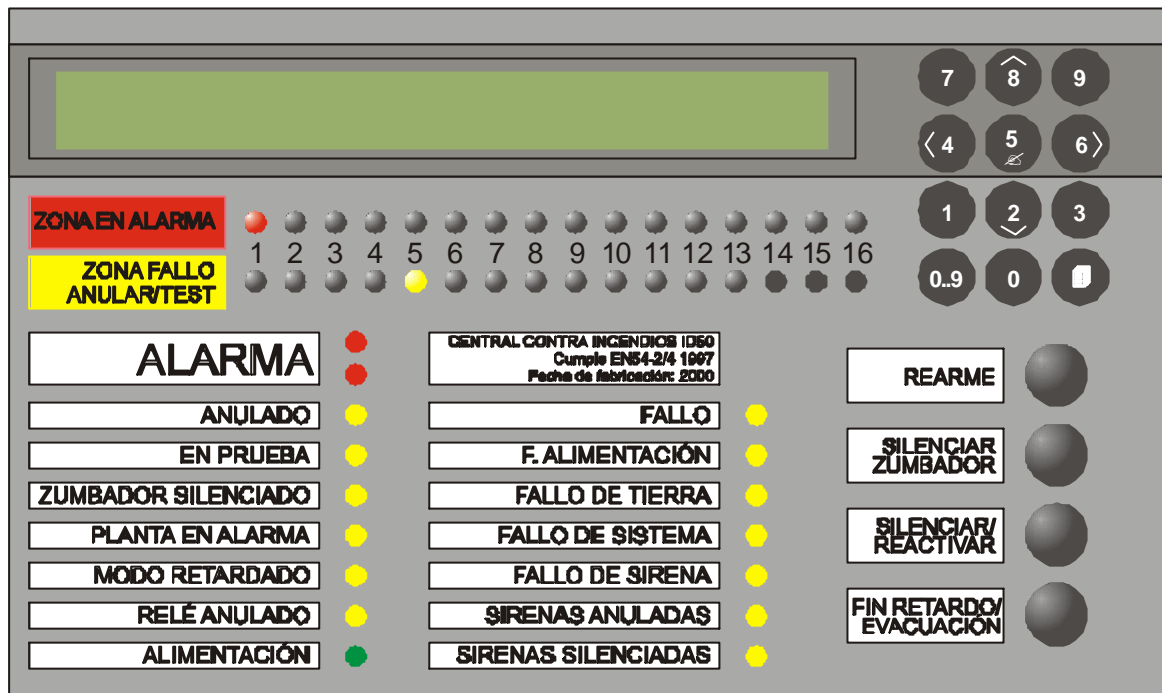 7 8 9
4 5 6
ZONA EN ALARMA
1 2 3 4 5 6 7 8 9 10 11 12 13 14 15 16
ZONA FALLO
ANULAR/TEST
1 2 3
0..9 0
ALARMA
CENTRAL CONTRA INCENDIOS ID50
Cumple EN54-2/4 1997
Fecha de fabricación: 2000
REARME
ANULADO
FALLO
EN PRUEBA
F. ALIMENTACIÓN
SILENCIAR
ZUMBADOR
ZUMBADOR SILENCIADO
FALLO DE TIERRA
PLANTA EN ALARMA
FALLO DE SISTEMA
SILENCIAR/
REACTIVAR
MODO RETARDADO
FALLO DE SIRENA
RELÉ ANULADO
SIRENAS ANULADAS
FIN RETARDO/
EVACUACIÓN
ALIMENTACIÓN
SIRENAS SILENCIADAS